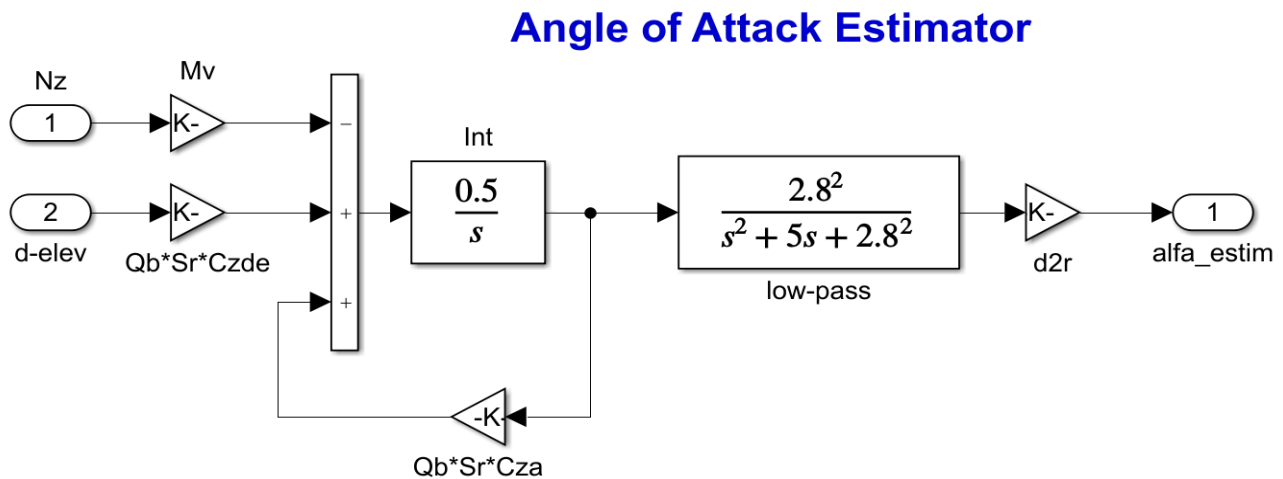 Angle of Attack Estimator
Nz
Mv
1
K-
−
Int
2
K-
+
0.5
s
2.8²
s² + 5s + 2.8²
K-
1
d-elev
Qb*Sr*Czde
low-pass
d2r
alfa_estim
+
-K-
Qb*Sr*Cza